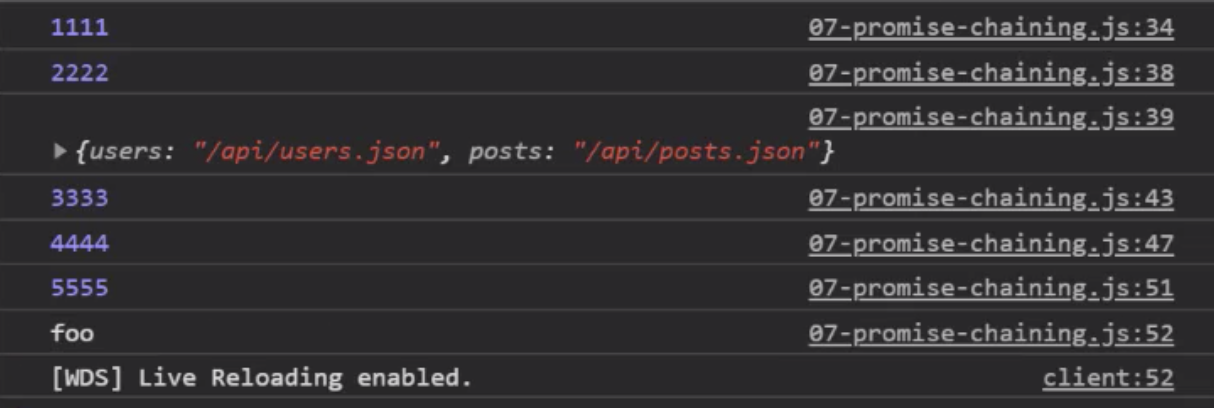 1111 07-promise-chaining.js:34
2222 07-promise-chaining.js:38
07-promise-chaining.js:39
{users: "/api/users.json", posts: "/api/posts.json"}
3333 07-promise-chaining.js:43
4444 07-promise-chaining.js:47
5555 07-promise-chaining.js:51
foo 07-promise-chaining.js:52
[WDS] Live Reloading enabled. client:52